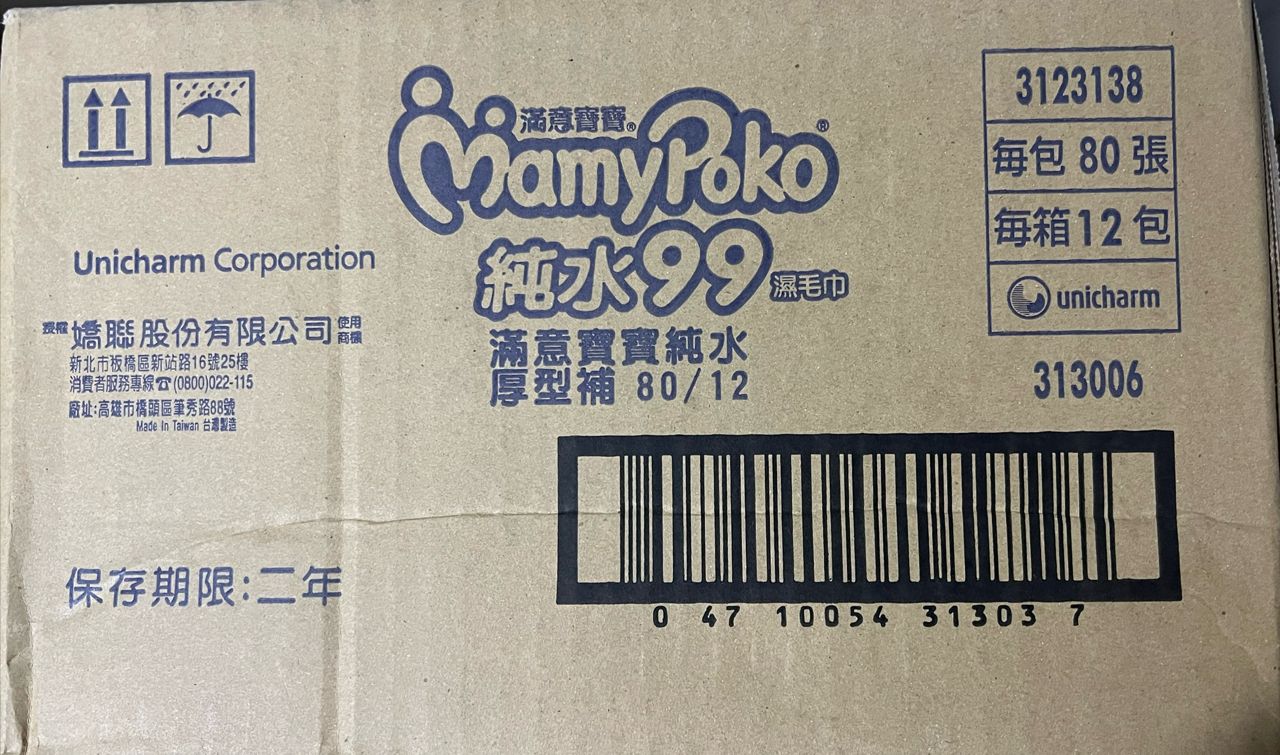 滿意寶寶®
MamyPoko®
純水99 濕毛巾
滿意寶寶純水
厚型補 80/12
Unicharm Corporation
授權 嬌聯股份有限公司 使用商標
新北市板橋區新站路16號25樓
消費者服務專線☎(0800)022-115
廠址:高雄市橋頭區筆秀路88號
Made In Taiwan 台灣製造
保存期限:二年
3123138
每包 80 張
每箱12 包
unicharm
313006
0 47 10054 31303 7